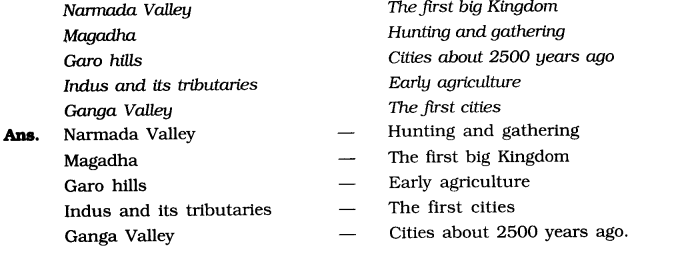 Narmada Valley The first big Kingdom
Magadha Hunting and gathering
Garo hills Cities about 2500 years ago
Indus and its tributaries Early agriculture
Ganga Valley The first cities
Ans. Narmada Valley — Hunting and gathering
Magadha — The first big Kingdom
Garo hills — Early agriculture
Indus and its tributaries — The first cities
Ganga Valley — Cities about 2500 years ago.